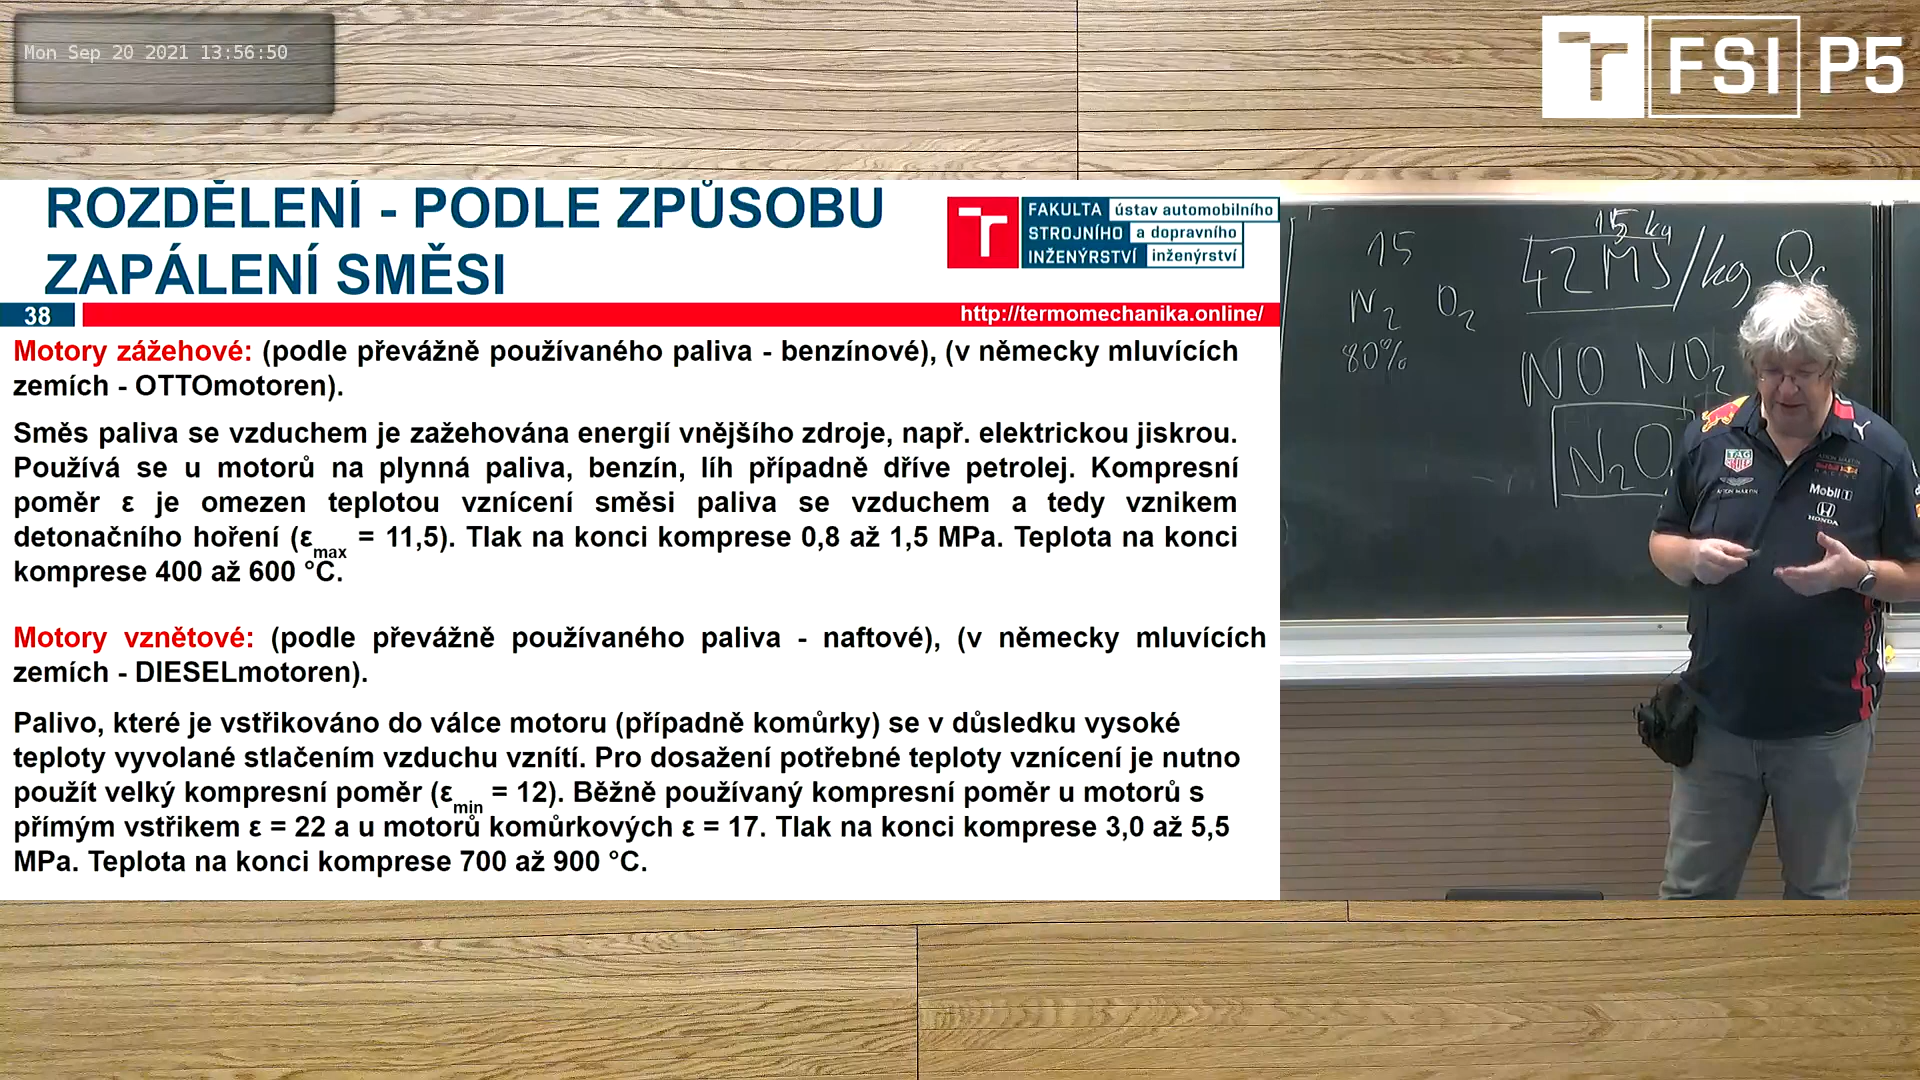 Mon Sep 20 2021 13:56:50
FSI P5
ROZDĚLENÍ - PODLE ZPŮSOBU
ZAPÁLENÍ SMĚSI
FAKULTA ústav automobilního
STROJNÍHO a dopravního
INŽENÝRSTVÍ inženýrství
38
http://termomechanika.online/
Motory zážehové: (podle převážně používaného paliva - benzínové), (v německy mluvících
zemích - OTTOmotoren).
Směs paliva se vzduchem je zažehována energií vnějšího zdroje, např. elektrickou jiskrou.
Používá se u motorů na plynná paliva, benzín, líh případně dříve petrolej. Kompresní
poměr ε je omezen teplotou vznícení směsi paliva se vzduchem a tedy vznikem
detonačního hoření (εmax = 11,5). Tlak na konci komprese 0,8 až 1,5 MPa. Teplota na konci
komprese 400 až 600 °C.
Motory vznětové: (podle převážně používaného paliva - naftové), (v německy mluvících
zemích - DIESELmotoren).
Palivo, které je vstřikováno do válce motoru (případně komůrky) se v důsledku vysoké
teploty vyvolané stlačením vzduchu vznítí. Pro dosažení potřebné teploty vznícení je nutno
použít velký kompresní poměr (εmin = 12). Běžně používaný kompresní poměr u motorů s
přímým vstřikem ε = 22 a u motorů komůrkových ε = 17. Tlak na konci komprese 3,0 až 5,5
MPa. Teplota na konci komprese 700 až 900 °C.
15
N2 O2
80%
15 kg
42 MJ/kg
NO NO2
N2O
TAG
HEUER
ASTON MARTIN
Mobil 1
HONDA